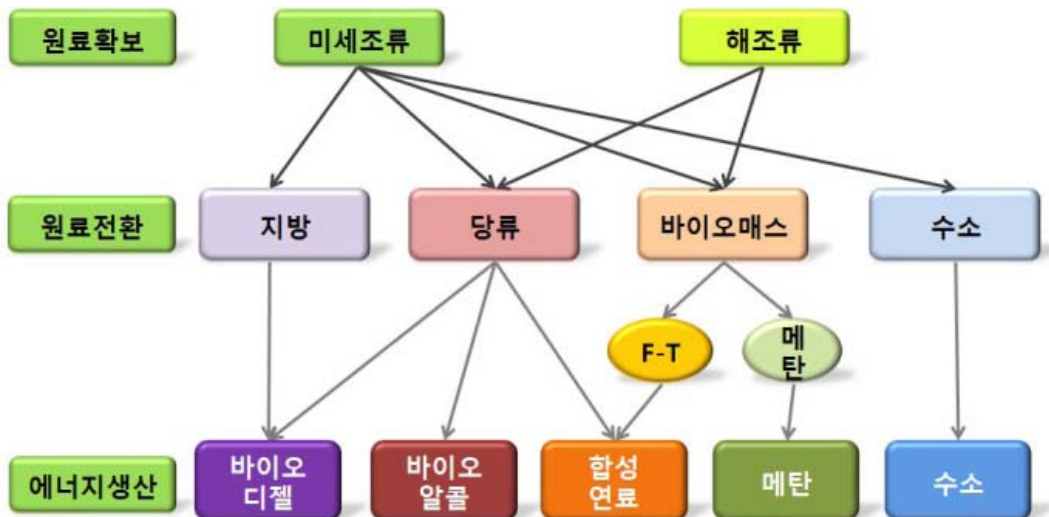 원료확보
미세조류
해조류
원료전환
지방
당류
바이오매스
수소
F-T
메
탄
에너지생산
바이오
디젤
바이오
알콜
합성
연료
메탄
수소